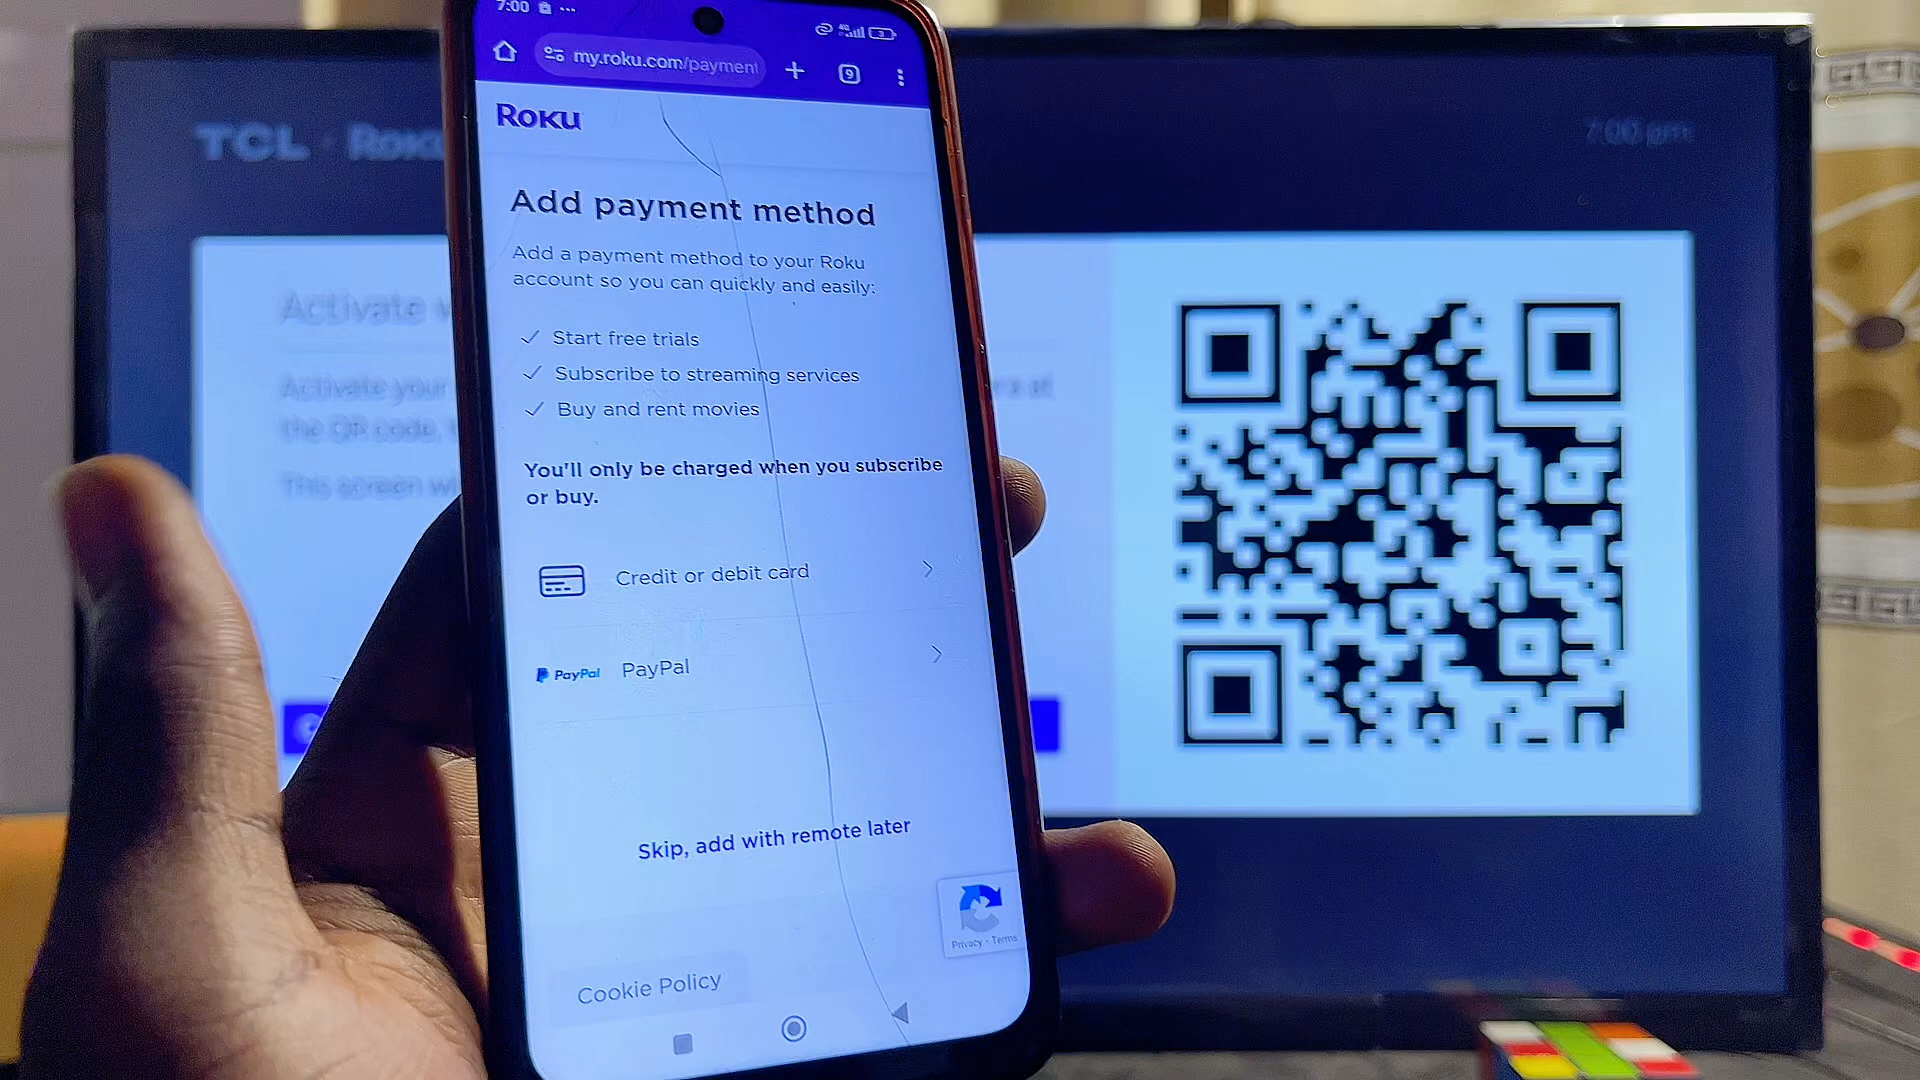 7:00
my.roku.com/payment
Roku
Add payment method
Add a payment method to your Roku
account so you can quickly and easily:
Start free trials
Subscribe to streaming services
Buy and rent movies
You'll only be charged when you subscribe
or buy.
Credit or debit card
PayPal PayPal
Skip, add with remote later
Privacy - Terms
Cookie Policy
TCL · Roku
7:00 pm
Activate
Activate your
the QR code,
This screen